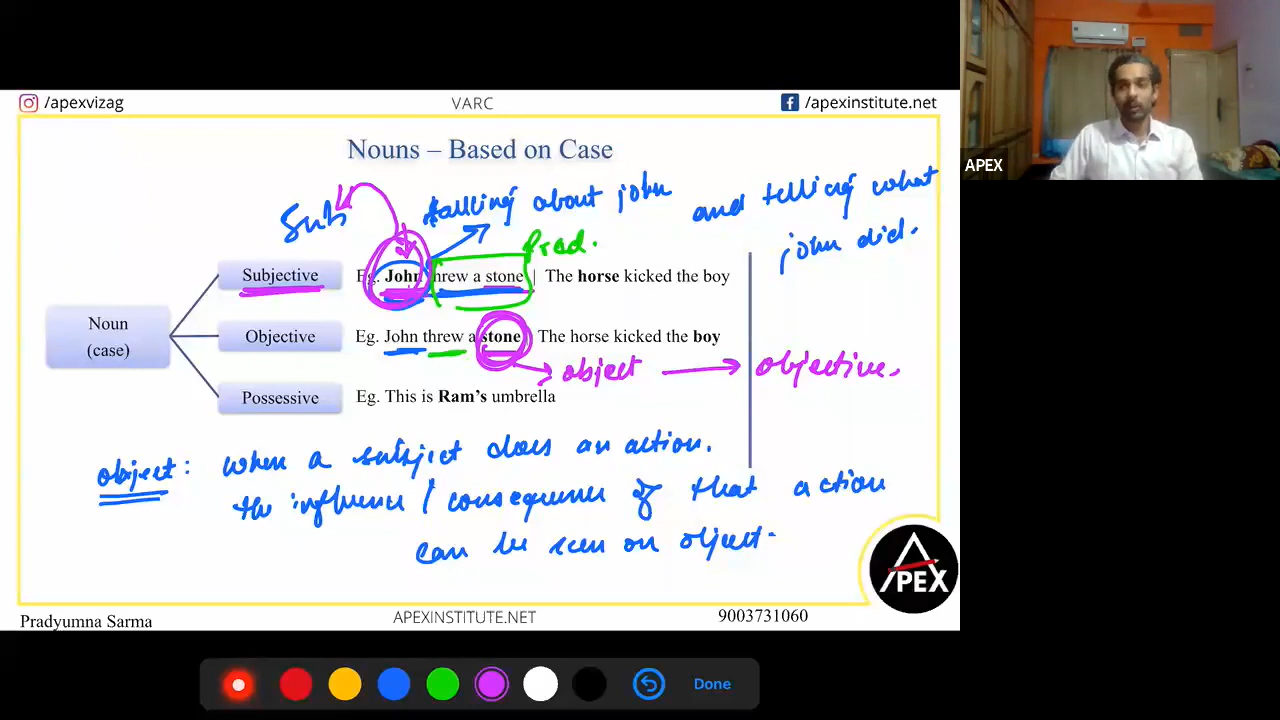 /apexvizag
VARC
/apexinstitute.net
Nouns – Based on Case
APEX
Sub
talking about john
and telling what
john did.
Pred.
Subjective
Eg. John threw a stone | The horse kicked the boy
Noun
(case)
Objective
Eg. John threw a stone | The horse kicked the boy
object
objective.
Possessive
Eg. This is Ram's umbrella
object: when a subject does an action.
the influence / consequence of that action
can be seen on object.
APEX
Pradyumna Sarma
APEXINSTITUTE.NET
9003731060
Done